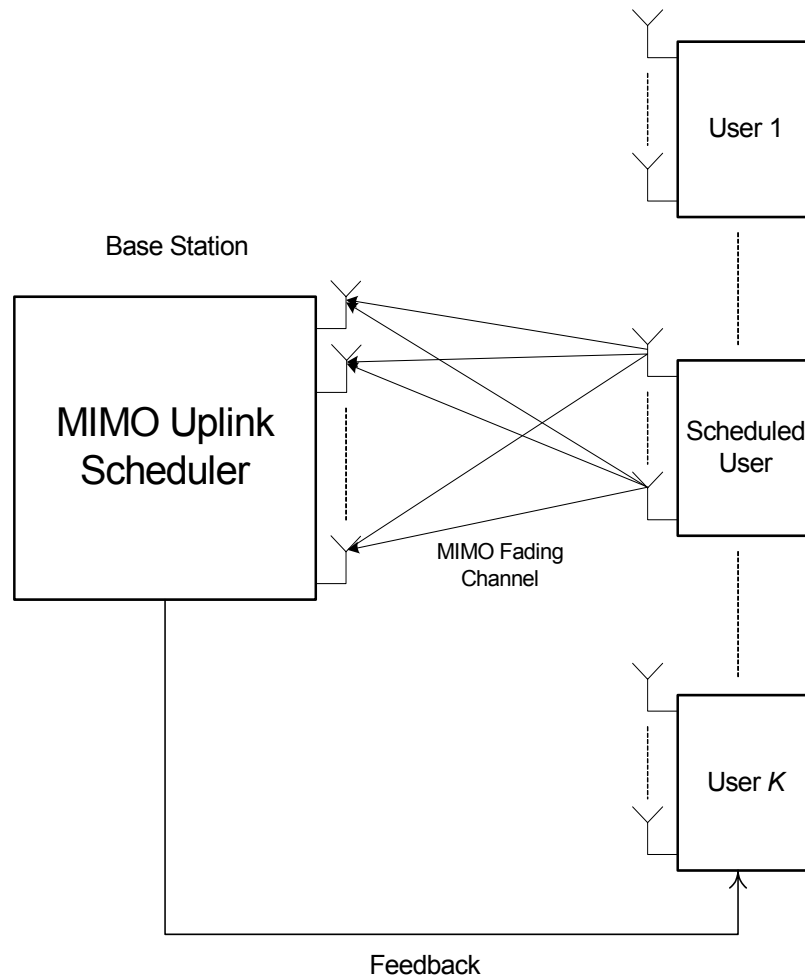 User 1
Base Station
MIMO Uplink
Scheduler
Scheduled
User
MIMO Fading
Channel
User K
Feedback